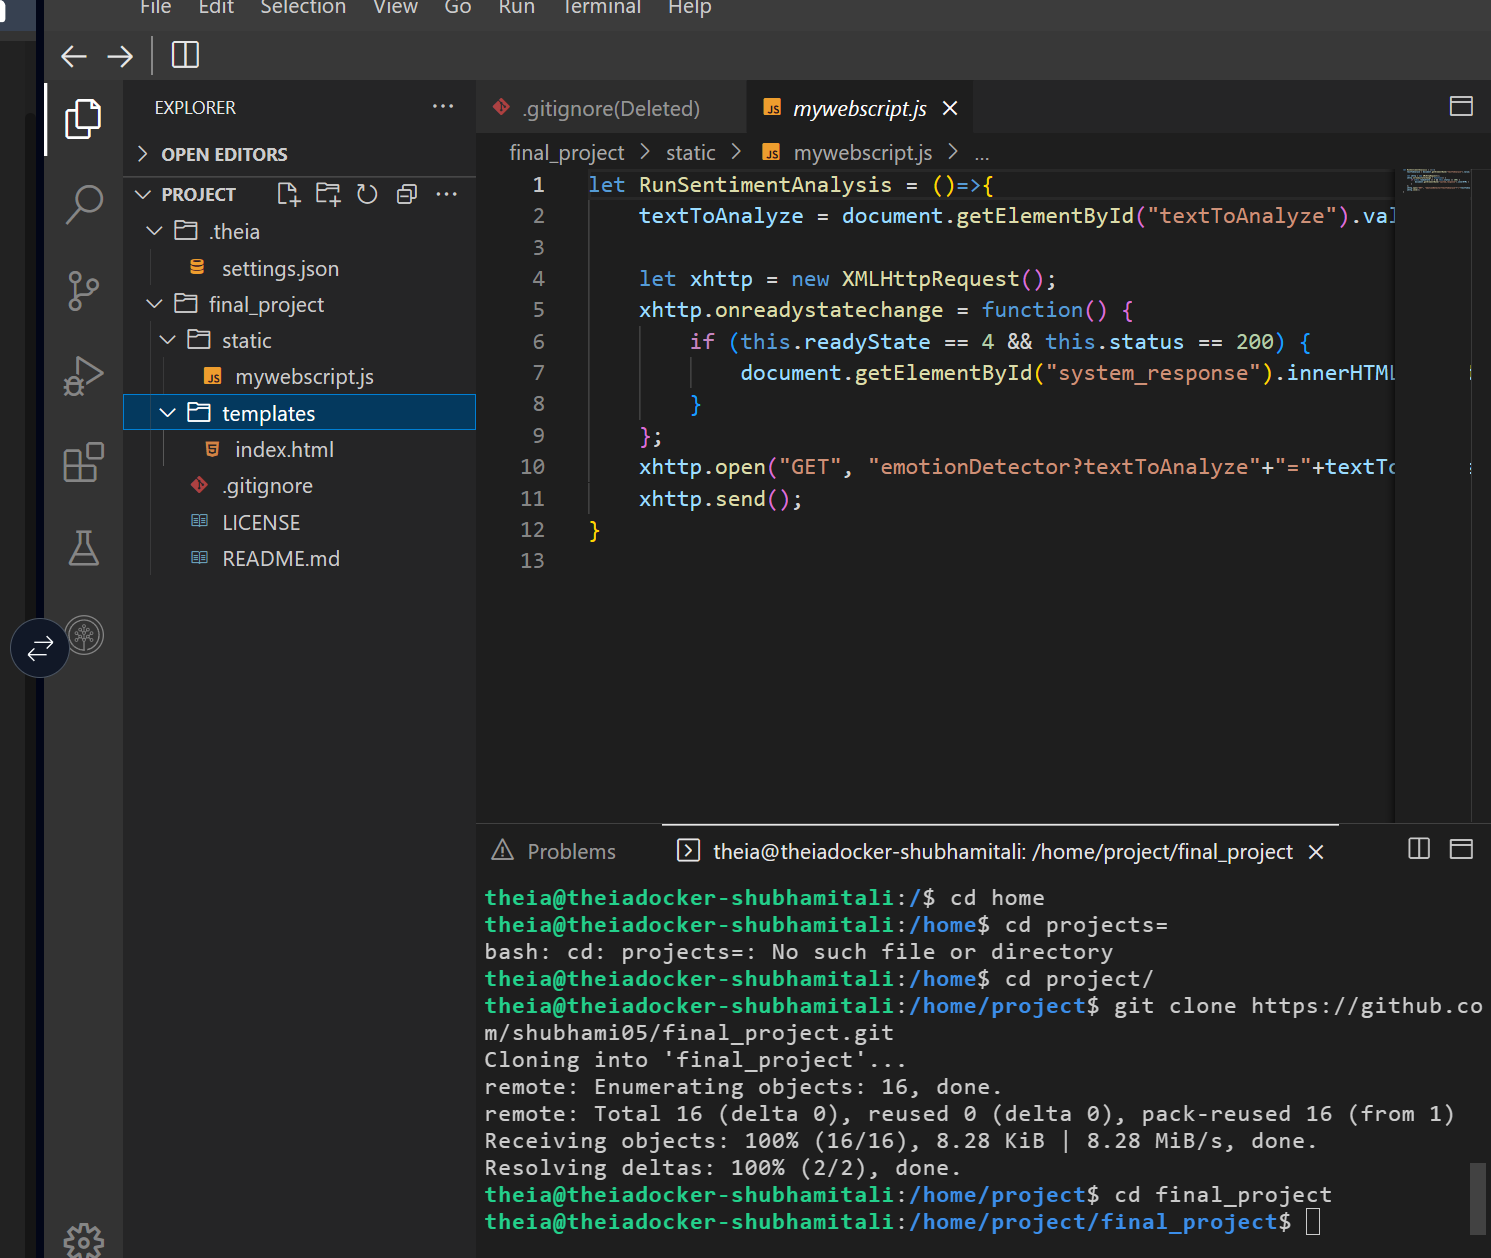 File Edit Selection View Go Run Terminal Help
EXPLORER ...
OPEN EDITORS
PROJECT ...
.theia
settings.json
final_project
static
mywebscript.js
templates
index.html
.gitignore
LICENSE
README.md
.gitignore(Deleted) mywebscript.js
final_project > static > mywebscript.js > ...
1 let RunSentimentAnalysis = ()=>{
2 textToAnalyze = document.getElementById("textToAnalyze").val
3
4 let xhttp = new XMLHttpRequest();
5 xhttp.onreadystatechange = function() {
6 if (this.readyState == 4 && this.status == 200) {
7 document.getElementById("system_response").innerHTML
8 }
9 };
10 xhttp.open("GET", "emotionDetector?textToAnalyze"+"="+textTo
11 xhttp.send();
12 }
13
Problems theia@theiadocker-shubhamitali: /home/project/final_project
theia@theiadocker-shubhamitali:/$ cd home
theia@theiadocker-shubhamitali:/home$ cd projects=
bash: cd: projects=: No such file or directory
theia@theiadocker-shubhamitali:/home$ cd project/
theia@theiadocker-shubhamitali:/home/project$ git clone https://github.co
m/shubhami05/final_project.git
Cloning into 'final_project'...
remote: Enumerating objects: 16, done.
remote: Total 16 (delta 0), reused 0 (delta 0), pack-reused 16 (from 1)
Receiving objects: 100% (16/16), 8.28 KiB | 8.28 MiB/s, done.
Resolving deltas: 100% (2/2), done.
theia@theiadocker-shubhamitali:/home/project$ cd final_project
theia@theiadocker-shubhamitali:/home/project/final_project$